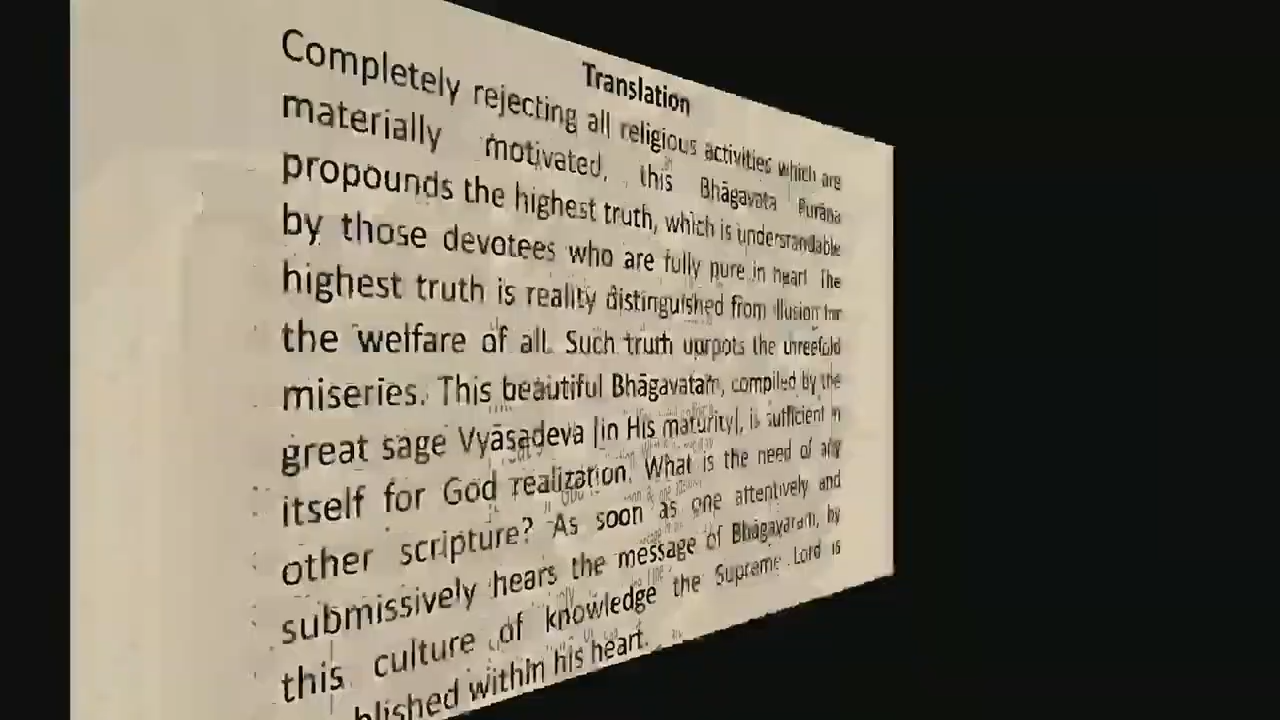 Translation
Completely rejecting all religious activities which are
materially motivated, this Bhāgavata Purāna
propounds the highest truth, which is understandable
by those devotees who are fully pure in heart The
highest truth is reality distinguished from illusion for
the welfare of all. Such truth uprpots the threefold
miseries. This beautiful Bhāgavatam, compiled by the
great sage Vyāsadeva [in His maturity], is sufficient in
itself for God realization. What is the need of any
other scripture? As soon as one attentively and
submissively hears the message of Bhāgavatam, by
this culture of knowledge the Supreme Lord is
blished within his heart.